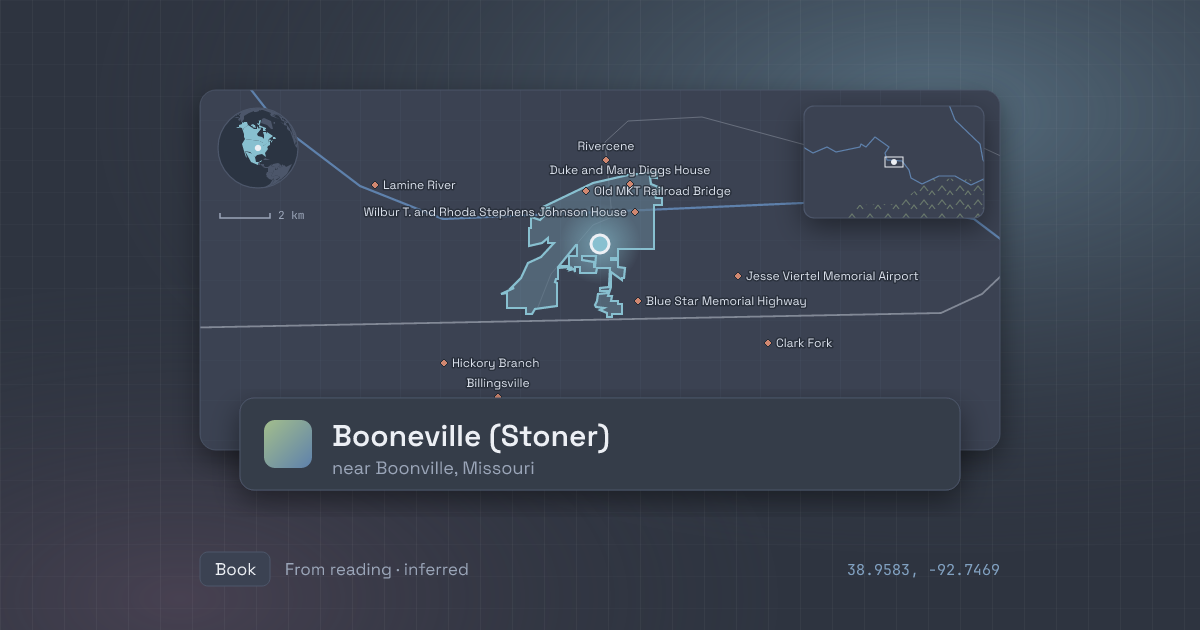 Rivercene
Duke and Mary Diggs House
Lamine River
Old MKT Railroad Bridge
2 km
Wilbur T. and Rhoda Stephens Johnson House
Jesse Viertel Memorial Airport
Blue Star Memorial Highway
Clark Fork
Hickory Branch
Billingsville
Booneville (Stoner)
near Boonville, Missouri
Book
From reading · inferred
38.9583, -92.7469